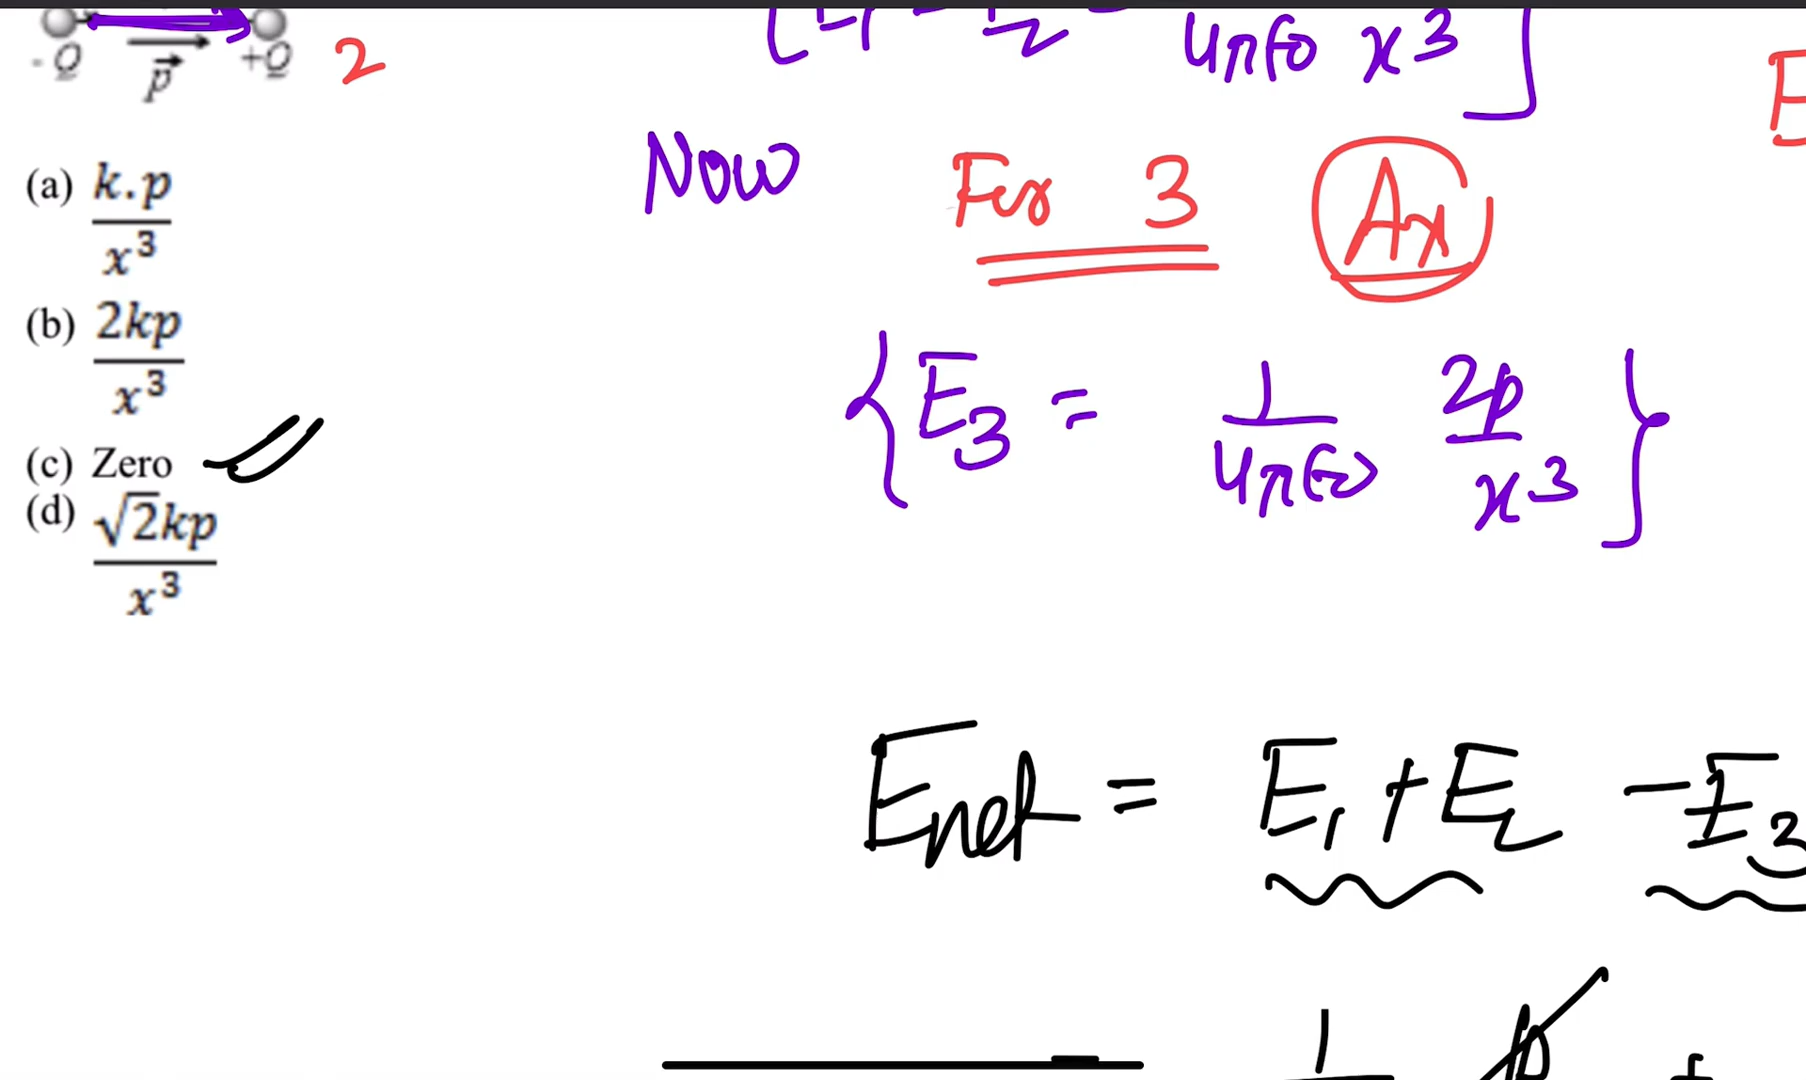 -Q p⃗ +Q 2
(a) k.p / x³
(b) 2kp / x³
(c) Zero
(d) √2kp / x³
4πε₀ x³ ]
Now For 3 Ax
{ E₃ = 1/4πε₀ 2p/x³ }
Enet = E₁ + E₂ - E₃